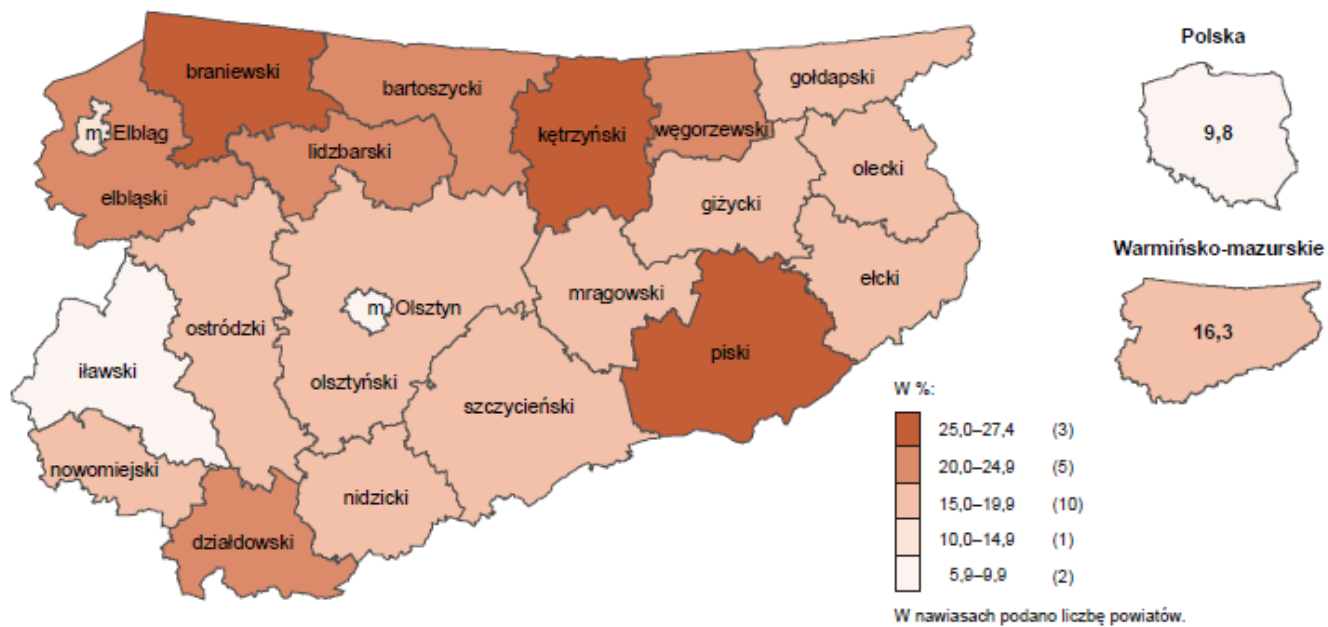 Polska
9,8
Warmińsko-mazurskie
16,3
braniewski
bartoszycki
gołdapski
m. Elbląg
kętrzyński
węgorzewski
lidzbarski
olecki
elbląski
giżycki
ełcki
mrągowski
m. Olsztyn
ostródzki
piski
iławski
olsztyński
szczycieński
nowomiejski
nidzicki
działdowski
W %:
25,0–27,4 (3)
20,0–24,9 (5)
15,0–19,9 (10)
10,0–14,9 (1)
5,9–9,9 (2)
W nawiasach podano liczbę powiatów.